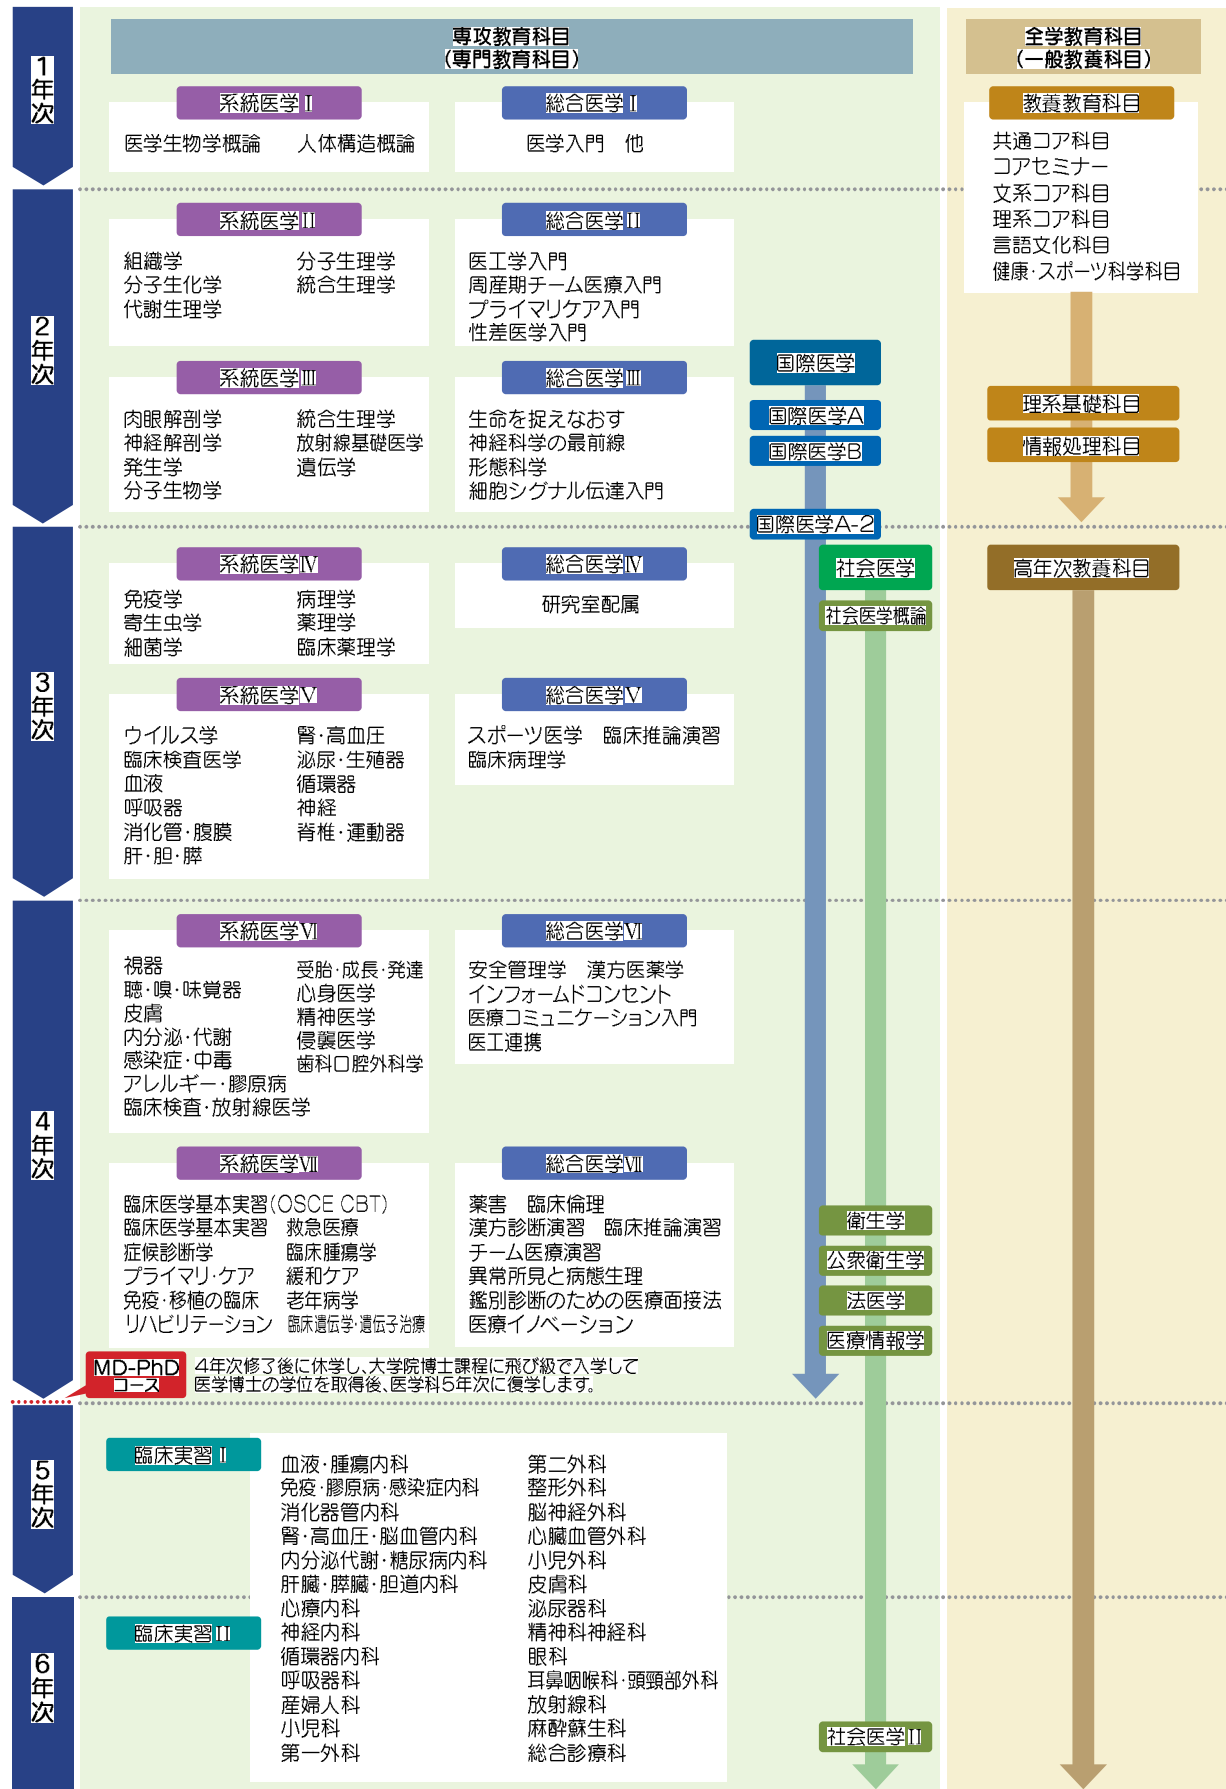 専攻教育科目
(専門教育科目)
全学教育科目
(一般教養科目)
1年次
系統医学Ⅰ
医学生物学概論　人体構造概論
総合医学Ⅰ
医学入門　他
教養教育科目
共通コア科目
コアセミナー
文系コア科目
理系コア科目
言語文化科目
健康・スポーツ科学科目
2年次
系統医学Ⅱ
組織学
分子生化学
代謝生理学
分子生理学
統合生理学
総合医学Ⅱ
医工学入門
周産期チーム医療入門
プライマリケア入門
性差医学入門
系統医学Ⅲ
肉眼解剖学
神経解剖学
発生学
分子生物学
統合生理学
放射線基礎医学
遺伝学
総合医学Ⅲ
生命を捉えなおす
神経科学の最前線
形態科学
細胞シグナル伝達入門
国際医学
国際医学A
国際医学B
国際医学A-2
理系基礎科目
情報処理科目
3年次
系統医学Ⅳ
免疫学
寄生虫学
細菌学
病理学
薬理学
臨床薬理学
総合医学Ⅳ
研究室配属
社会医学
社会医学概論
高年次教養科目
系統医学Ⅴ
ウイルス学
臨床検査医学
血液
呼吸器
消化管・腹膜
肝・胆・膵
腎・高血圧
泌尿・生殖器
循環器
神経
脊椎・運動器
総合医学Ⅴ
スポーツ医学　臨床推論演習
臨床病理学
4年次
系統医学Ⅵ
視器
聴・嗅・味覚器
皮膚
内分泌・代謝
感染症・中毒
アレルギー・膠原病
臨床検査・放射線医学
受胎・成長・発達
心身医学
精神医学
侵襲医学
歯科口腔外科学
総合医学Ⅵ
安全管理学　漢方医薬学
インフォームドコンセント
医療コミュニケーション入門
医工連携
系統医学Ⅶ
臨床医学基本実習(OSCE CBT)
臨床医学基本実習　救急医療
症候診断学　臨床腫瘍学
プライマリ・ケア　緩和ケア
免疫・移植の臨床　老年病学
リハビリテーション　臨床遺伝学・遺伝子治療
総合医学Ⅶ
薬害　臨床倫理
漢方診断演習　臨床推論演習
チーム医療演習
異常所見と病態生理
鑑別診断のための医療面接法
医療イノベーション
衛生学
公衆衛生学
法医学
医療情報学
MD-PhD
コース
4年次修了後に休学し、大学院博士課程に飛び級で入学して
医学博士の学位を取得後、医学科5年次に復学します。
5年次
臨床実習Ⅰ
6年次
臨床実習Ⅱ
血液・腫瘍内科
免疫・膠原病・感染症内科
消化器管内科
腎・高血圧・脳血管内科
内分泌代謝・糖尿病内科
肝臓・膵臓・胆道内科
心療内科
神経内科
循環器内科
呼吸器科
産婦人科
小児科
第一外科
第二外科
整形外科
脳神経外科
心臓血管外科
小児外科
皮膚科
泌尿器科
精神科神経科
眼科
耳鼻咽喉科・頭頸部外科
放射線科
麻酔蘇生科
総合診療科
社会医学Ⅱ